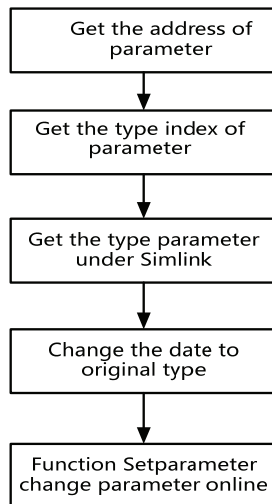 Get the address of
parameter
Get the type index of
parameter
Get the type parameter
under Simlink
Change the date to
original type
Function Setparameter
change parameter online